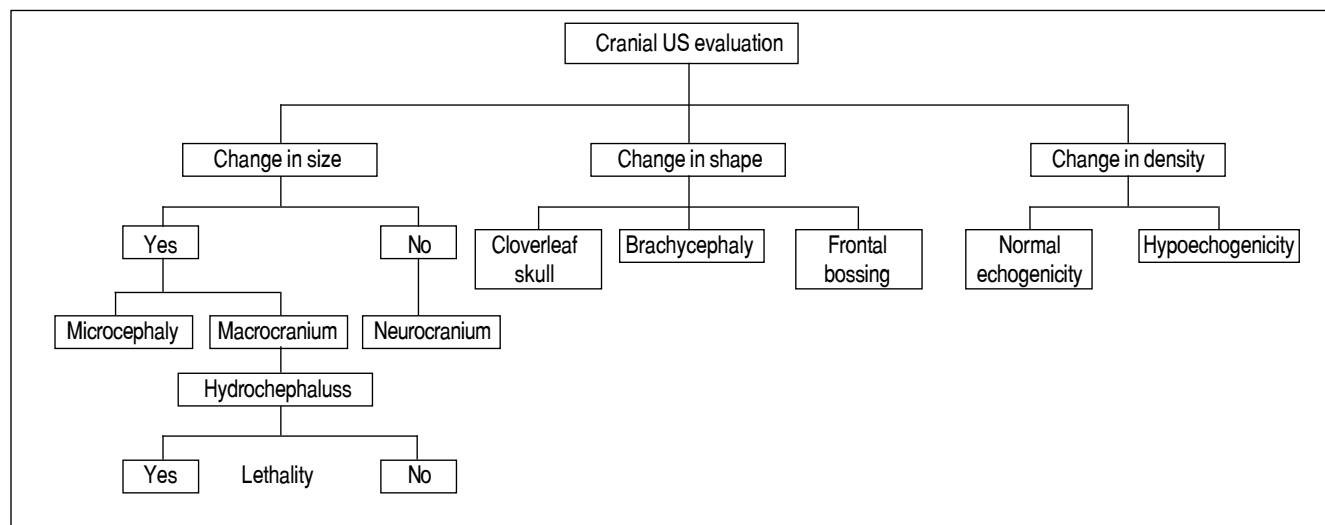 Cranial US evaluation
Change in size
Change in shape
Change in density
Yes
No
Cloverleaf
skull
Brachycephaly
Frontal
bossing
Normal
echogenicity
Hypoechogenicity
Microcephaly
Macrocranium
Neurocranium
Hydrochephaluss
Yes
Lethality
No